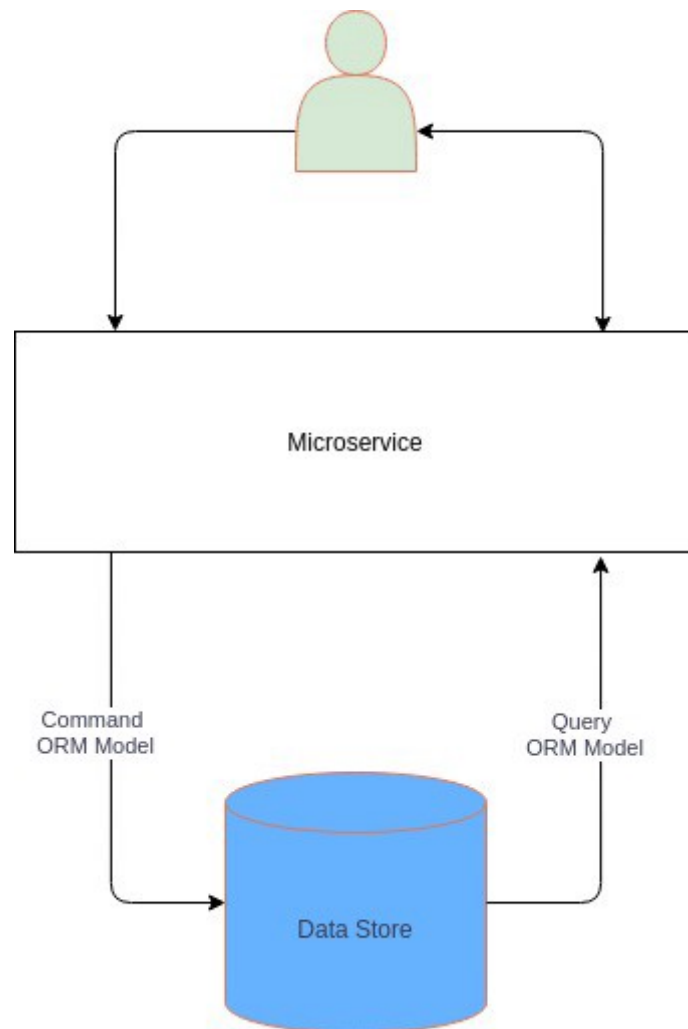 Microservice
Command
ORM Model
Query
ORM Model
Data Store